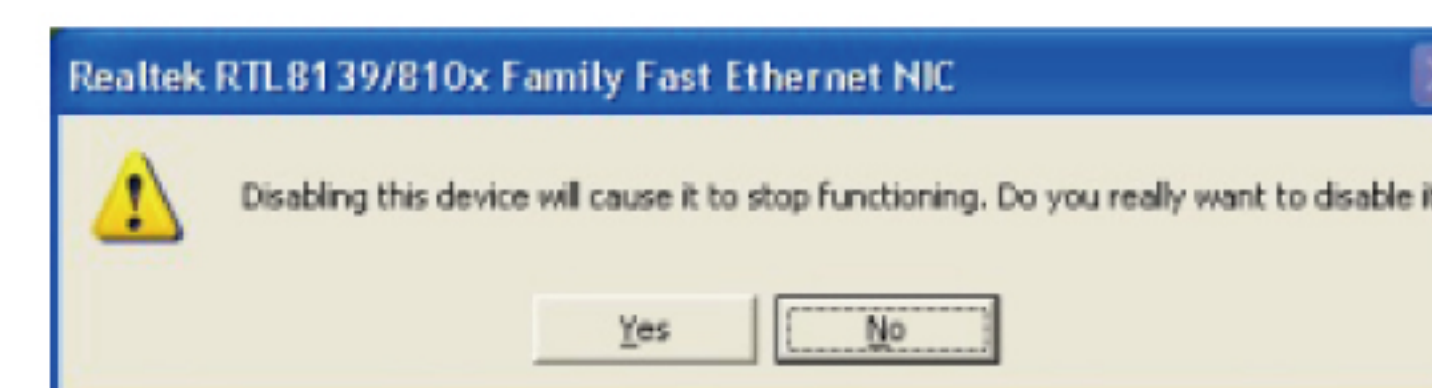 Realtek RTL8139/810x Family Fast Ethernet NIC
Disabling this device will cause it to stop functioning. Do you really want to disable
Yes
No